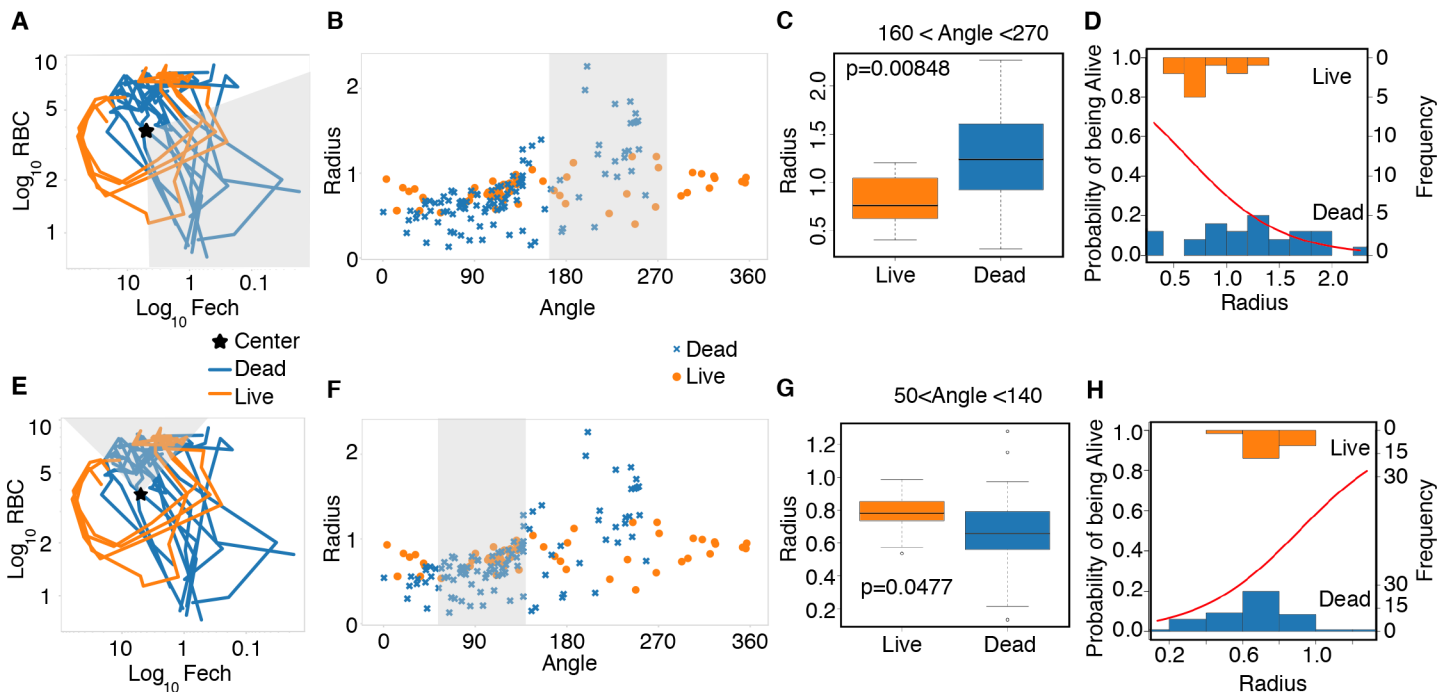 A
Log10 RBC
10
5
2
1
10
1
0.1
Log10 Fech
B
Radius
2
1
0
0
90
180
270
360
Angle
C
160 < Angle <270
p=0.00848
Radius
2.0
1.5
1.0
0.5
Live
Dead
D
Probability of being Alive
1.0
0.8
0.6
0.4
0.2
0.0
Live
Dead
Frequency
0
5
10
10
5
0
0.5
1.0
1.5
2.0
Radius
Center
Dead
Live
Dead
Live
E
Log10 RBC
10
5
2
1
10
1
0.1
Log10 Fech
F
Radius
2
1
0
0
90
180
270
360
Angle
G
50<Angle <140
Radius
1.2
1.0
0.8
0.6
0.4
0.2
p=0.0477
Live
Dead
H
Probability of being Alive
1.0
0.8
0.6
0.4
0.2
0.0
Live
Dead
Frequency
0
15
30
30
15
0
0.2
0.6
1.0
Radius